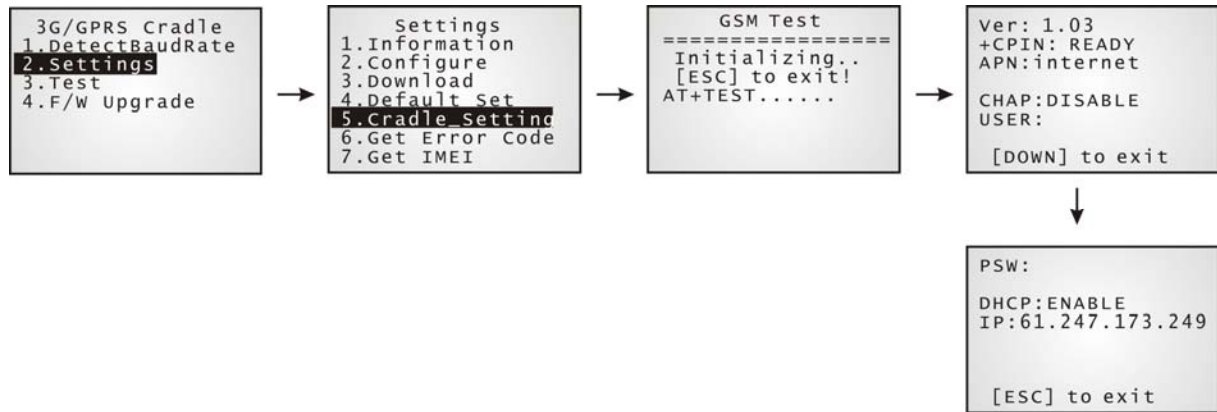 3G/GPRS Cradle
1.DetectBaudRate
2.Settings
3.Test
4.F/W Upgrade
Settings
1.Information
2.Configure
3.Download
4.Default Set
5.Cradle_Setting
6.Get Error Code
7.Get IMEI
GSM Test
=================
Initializing..
[ESC] to exit!
AT+TEST......
Ver: 1.03
+CPIN: READY
APN:internet
CHAP:DISABLE
USER:
[DOWN] to exit
PSW:
DHCP:ENABLE
IP:61.247.173.249
[ESC] to exit